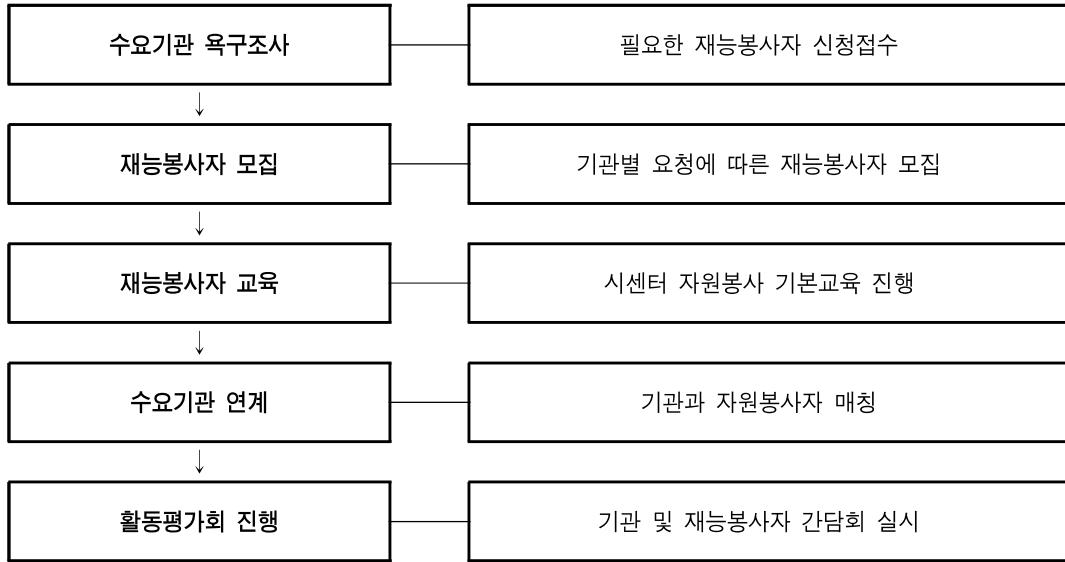 수요기관 욕구조사
필요한 재능봉사자 신청접수
↓
재능봉사자 모집
기관별 요청에 따른 재능봉사자 모집
↓
재능봉사자 교육
시센터 자원봉사 기본교육 진행
↓
수요기관 연계
기관과 자원봉사자 매칭
↓
활동평가회 진행
기관 및 재능봉사자 간담회 실시